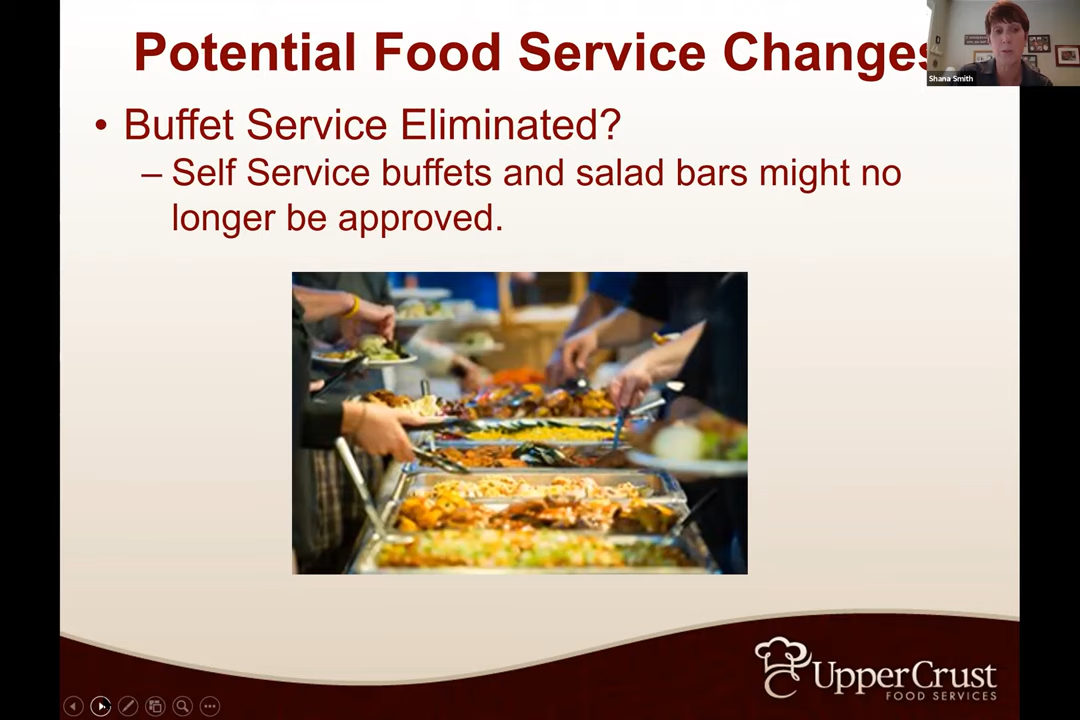 Potential Food Service Changes
Shana Smith
• Buffet Service Eliminated?
– Self Service buffets and salad bars might no
longer be approved.
UpperCrust
FOOD SERVICES